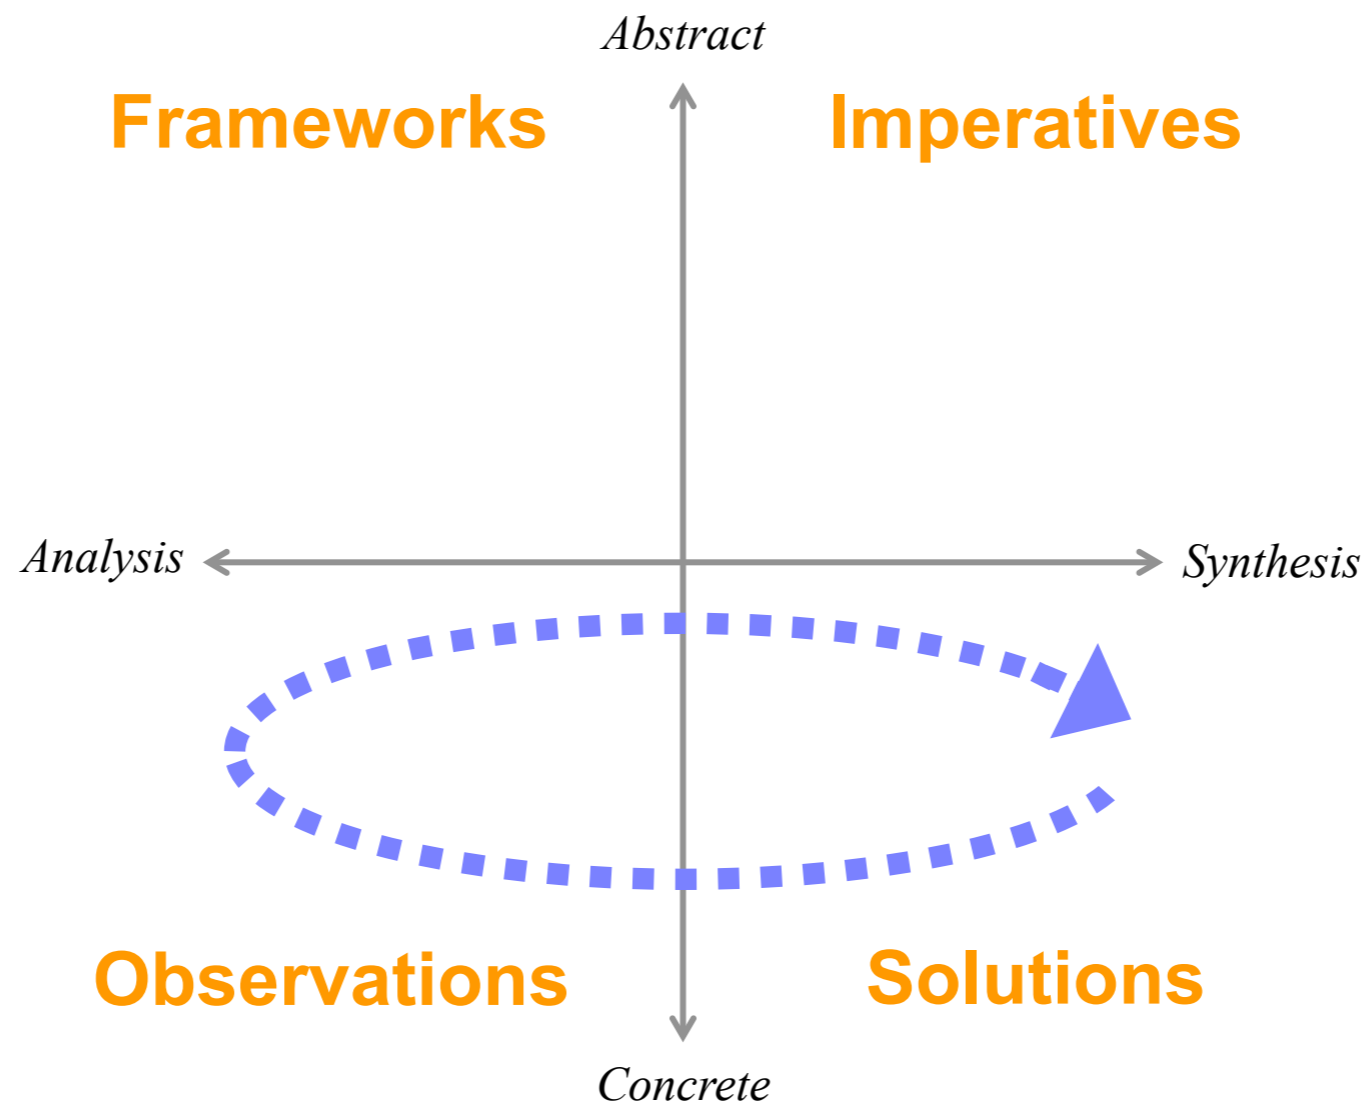 Abstract
Frameworks
Imperatives
Analysis
Synthesis
Observations
Solutions
Concrete